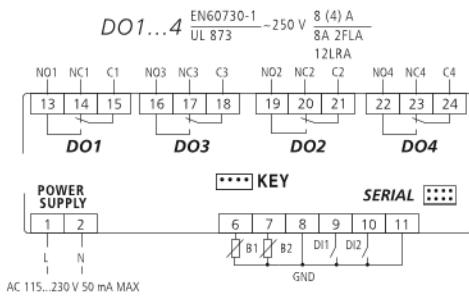 DO1...4 EN60730-1 ~250 V 8 (4) A
UL 873 8A 2FLA
12LRA
NO1 NC1 C1 NO3 NC3 C3 NO2 NC2 C2 NO4 NC4 C4
13 14 15 16 17 18 19 20 21 22 23 24
DO1 DO3 DO2 DO4
POWER SUPPLY KEY SERIAL
1 2 6 7 8 9 10 11
L N B1 B2 DI1 DI2
GND
AC 115...230 V 50 mA MAX